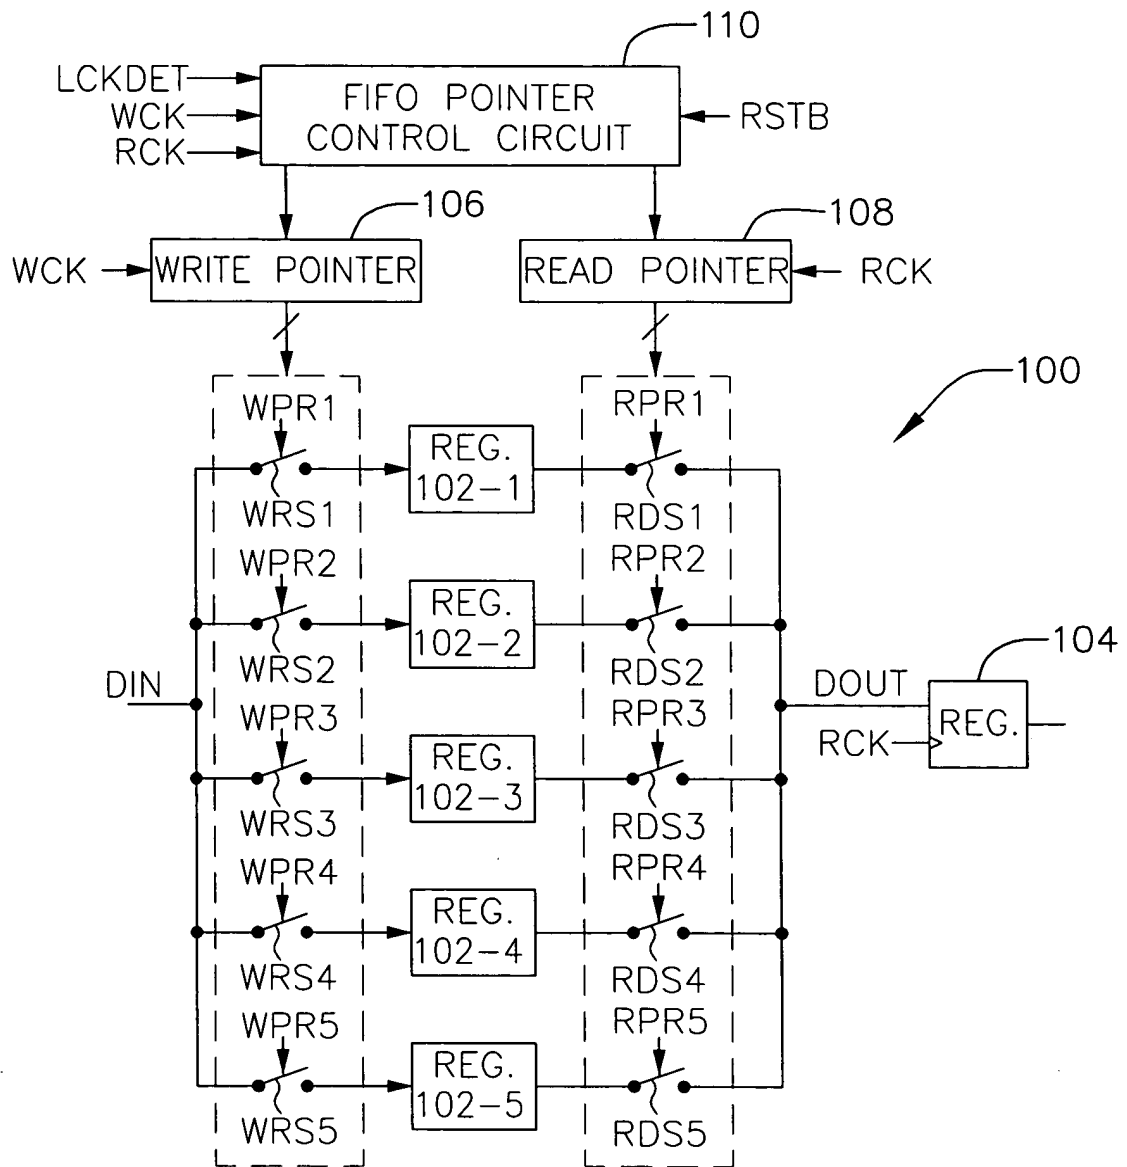 110
LCKDET
WCK
RCK
FIFO POINTER
CONTROL CIRCUIT
RSTB
106
108
WCK
WRITE POINTER
READ POINTER
RCK
100
WPR1
RPR1
REG.
102-1
WRS1
RDS1
WPR2
RPR2
REG.
102-2
WRS2
RDS2
104
DIN
DOUT
WPR3
RPR3
REG.
RCK
REG.
102-3
WRS3
RDS3
WPR4
RPR4
REG.
102-4
WRS4
RDS4
WPR5
RPR5
REG.
102-5
WRS5
RDS5